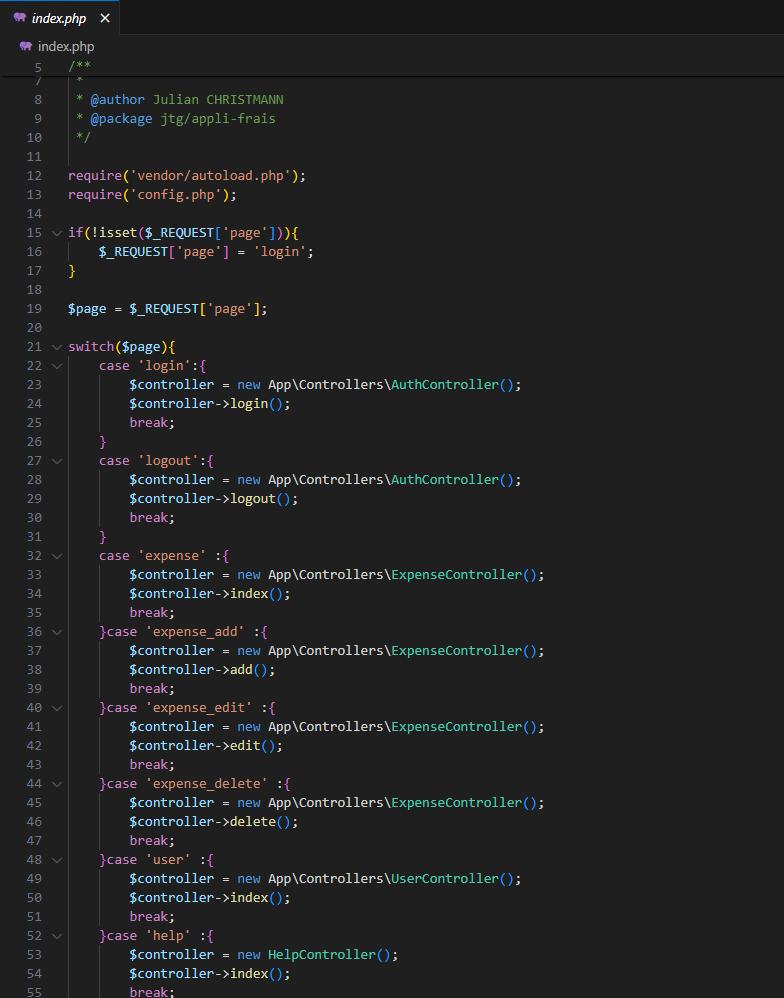 index.php ×
index.php
5 /**
7 *
8 * @author Julian CHRISTMANN
9 * @package jtg/appli-frais
10 */
11
12 require('vendor/autoload.php');
13 require('config.php');
14
15 if(!isset($_REQUEST['page'])){
16 $_REQUEST['page'] = 'login';
17 }
18
19 $page = $_REQUEST['page'];
20
21 switch($page){
22 case 'login':{
23 $controller = new App\Controllers\AuthController();
24 $controller->login();
25 break;
26 }
27 case 'logout':{
28 $controller = new App\Controllers\AuthController();
29 $controller->logout();
30 break;
31 }
32 case 'expense' :{
33 $controller = new App\Controllers\ExpenseController();
34 $controller->index();
35 break;
36 }case 'expense_add' :{
37 $controller = new App\Controllers\ExpenseController();
38 $controller->add();
39 break;
40 }case 'expense_edit' :{
41 $controller = new App\Controllers\ExpenseController();
42 $controller->edit();
43 break;
44 }case 'expense_delete' :{
45 $controller = new App\Controllers\ExpenseController();
46 $controller->delete();
47 break;
48 }case 'user' :{
49 $controller = new App\Controllers\UserController();
50 $controller->index();
51 break;
52 }case 'help' :{
53 $controller = new HelpController();
54 $controller->index();
55 break;